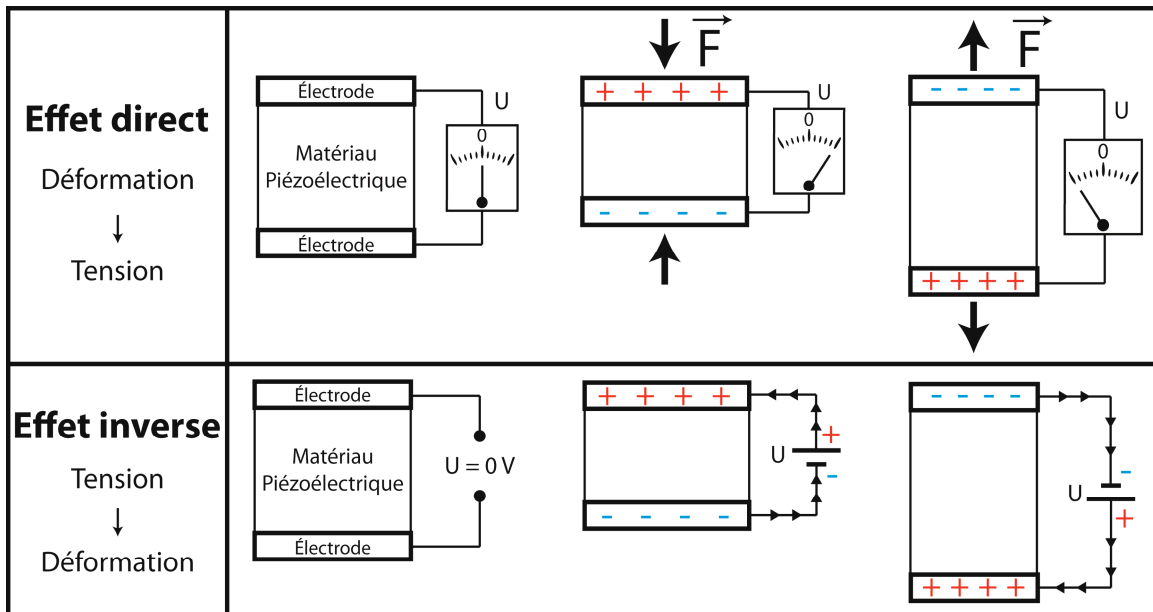 Effet direct
Déformation
↓
Tension
Électrode
U
0
Matériau
Piézoélectrique
Électrode
F
+ + + +
U
0
- - - -
F
- - - -
U
0
+ + + +
Effet inverse
Tension
↓
Déformation
Électrode
Matériau
Piézoélectrique
U = 0 V
Électrode
+ + + +
+
U
-
- - - -
- - - -
-
U
+
+ + + +